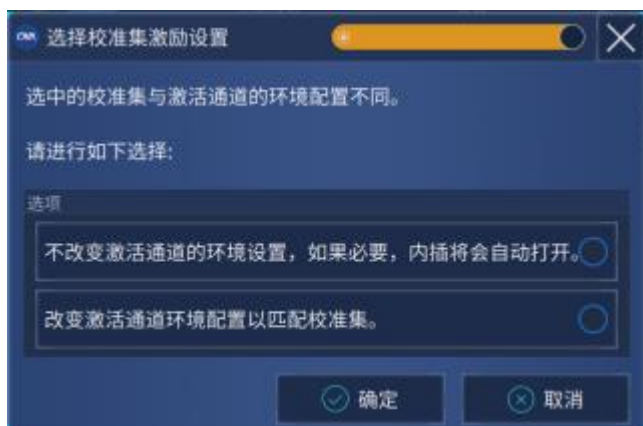 选择校准集激励设置
选中的校准集与激活通道的环境配置不同。
请进行如下选择:
选项
不改变激活通道的环境设置，如果必要，内插将会自动打开。
改变激活通道环境配置以匹配校准集。
确定
取消